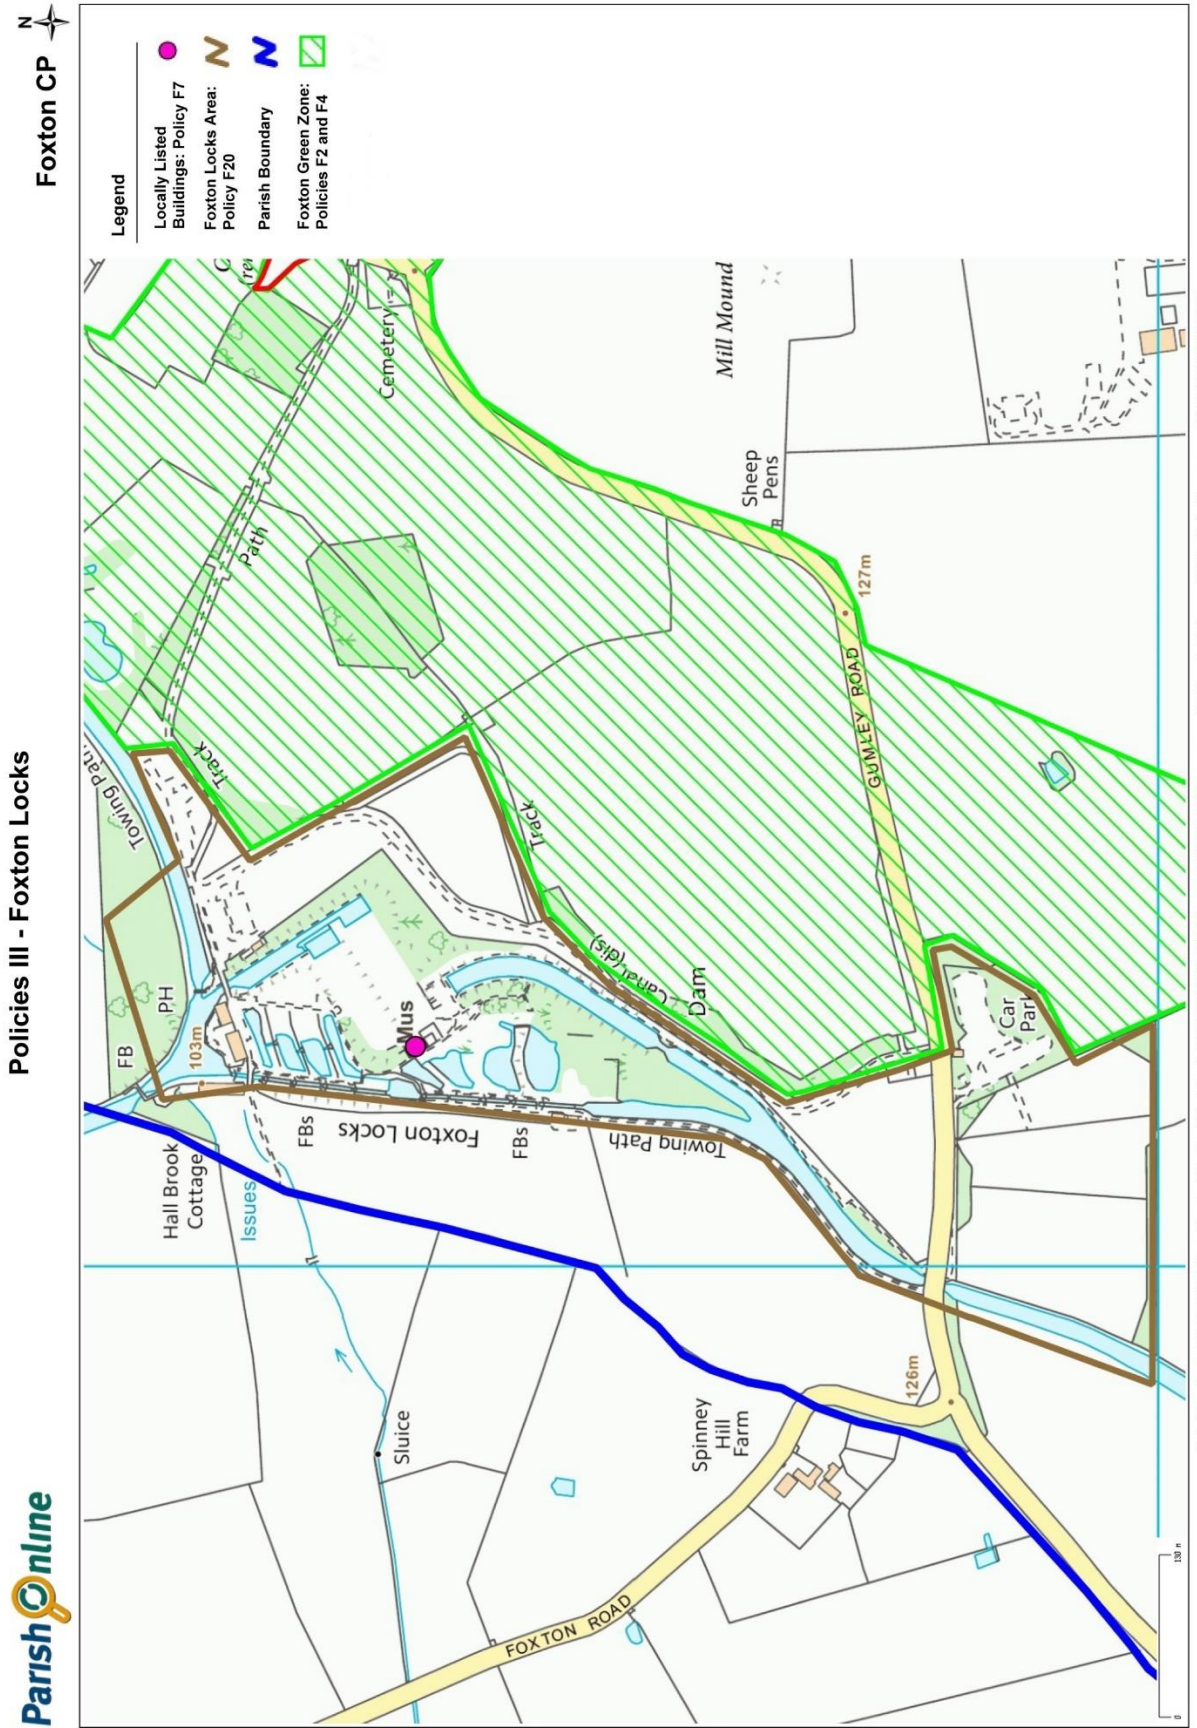 Parish Online
Policies III - Foxton Locks
Foxton CP
N
Legend
Locally Listed
Buildings: Policy F7
Foxton Locks Area:
Policy F20
Parish Boundary
Foxton Green Zone:
Policies F2 and F4
Towing Path
Track
Path
Cemetery
Mill Mound
Sheep
Pens
127m
GUMLEY ROAD
Track
FB
PH
103m
Mus
Canal (dis)
Dam
Car
Park
Hall Brook
Cottage
Issues
FBs
Foxton Locks
FBs
Towing Path
Sluice
Spinney
Hill
Farm
126m
FOXTON ROAD
0
130 m